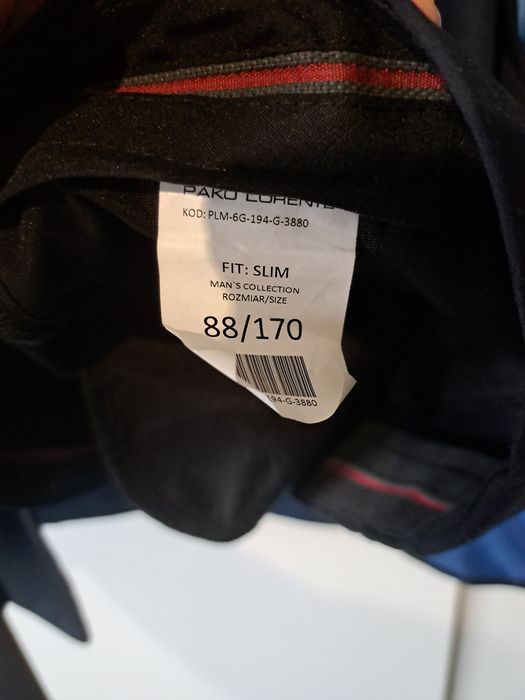 PAKO LORENTE
KOD: PLM-6G-194-G-3880
FIT: SLIM
MAN`S COLLECTION
ROZMIAR/SIZE
88/170
194-G-3880